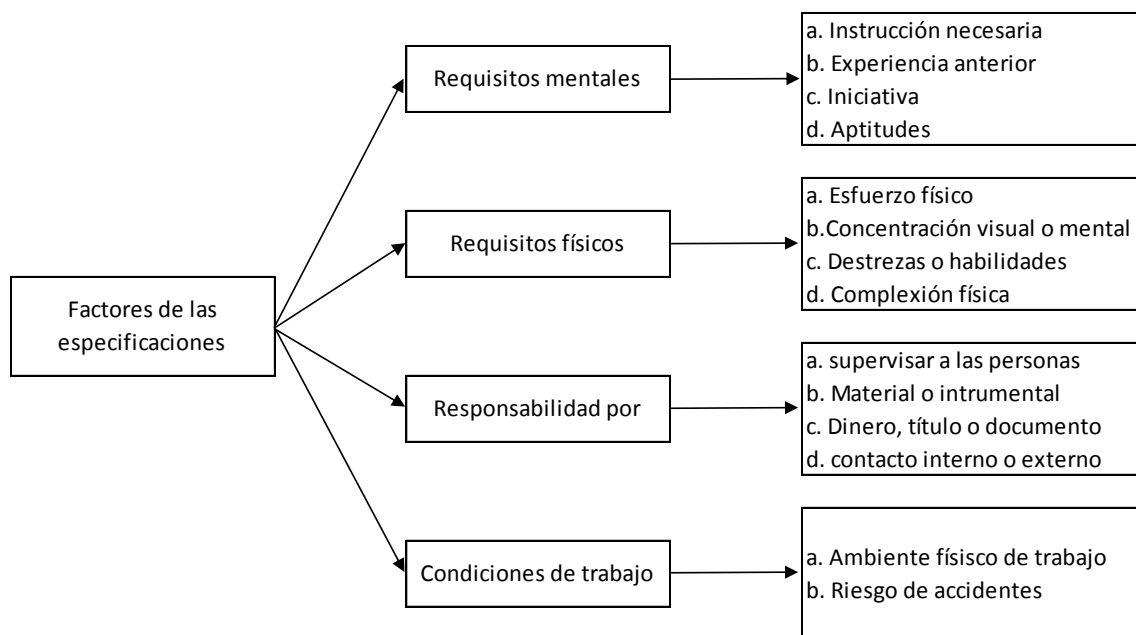 Factores de las
especificaciones
Requisitos mentales
a. Instrucción necesaria
b. Experiencia anterior
c. Iniciativa
d. Aptitudes
Requisitos físicos
a. Esfuerzo físico
b.Concentración visual o mental
c. Destrezas o habilidades
d. Complexión física
Responsabilidad por
a. supervisar a las personas
b. Material o intrumental
c. Dinero, título o documento
d. contacto interno o externo
Condiciones de trabajo
a. Ambiente físisco de trabajo
b. Riesgo de accidentes